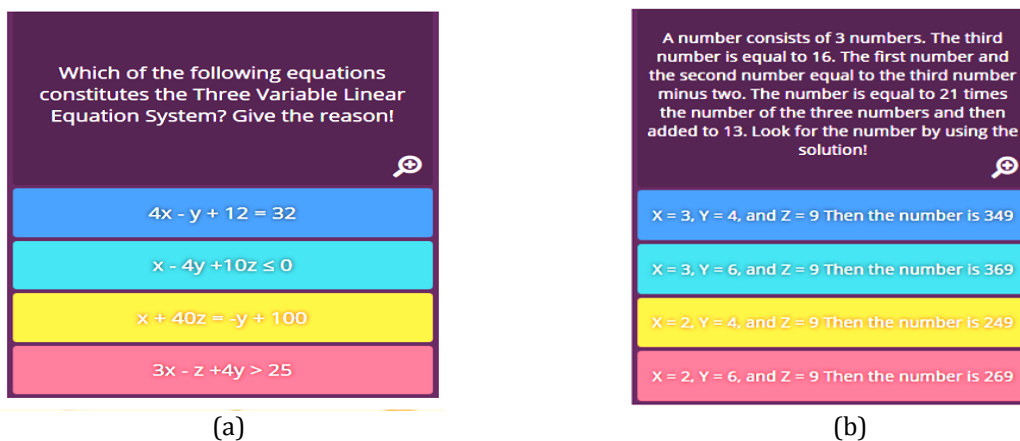 Which of the following equations
constitutes the Three Variable Linear
Equation System? Give the reason!
4x - y + 12 = 32
x - 4y +10z ≤ 0
x + 40z = -y + 100
3x - z +4y > 25
(a)
A number consists of 3 numbers. The third
number is equal to 16. The first number and
the second number equal to the third number
minus two. The number is equal to 21 times
the number of the three numbers and then
added to 13. Look for the number by using the
solution!
X = 3, Y = 4, and Z = 9 Then the number is 349
X = 3, Y = 6, and Z = 9 Then the number is 369
X = 2, Y = 4, and Z = 9 Then the number is 249
X = 2, Y = 6, and Z = 9 Then the number is 269
(b)